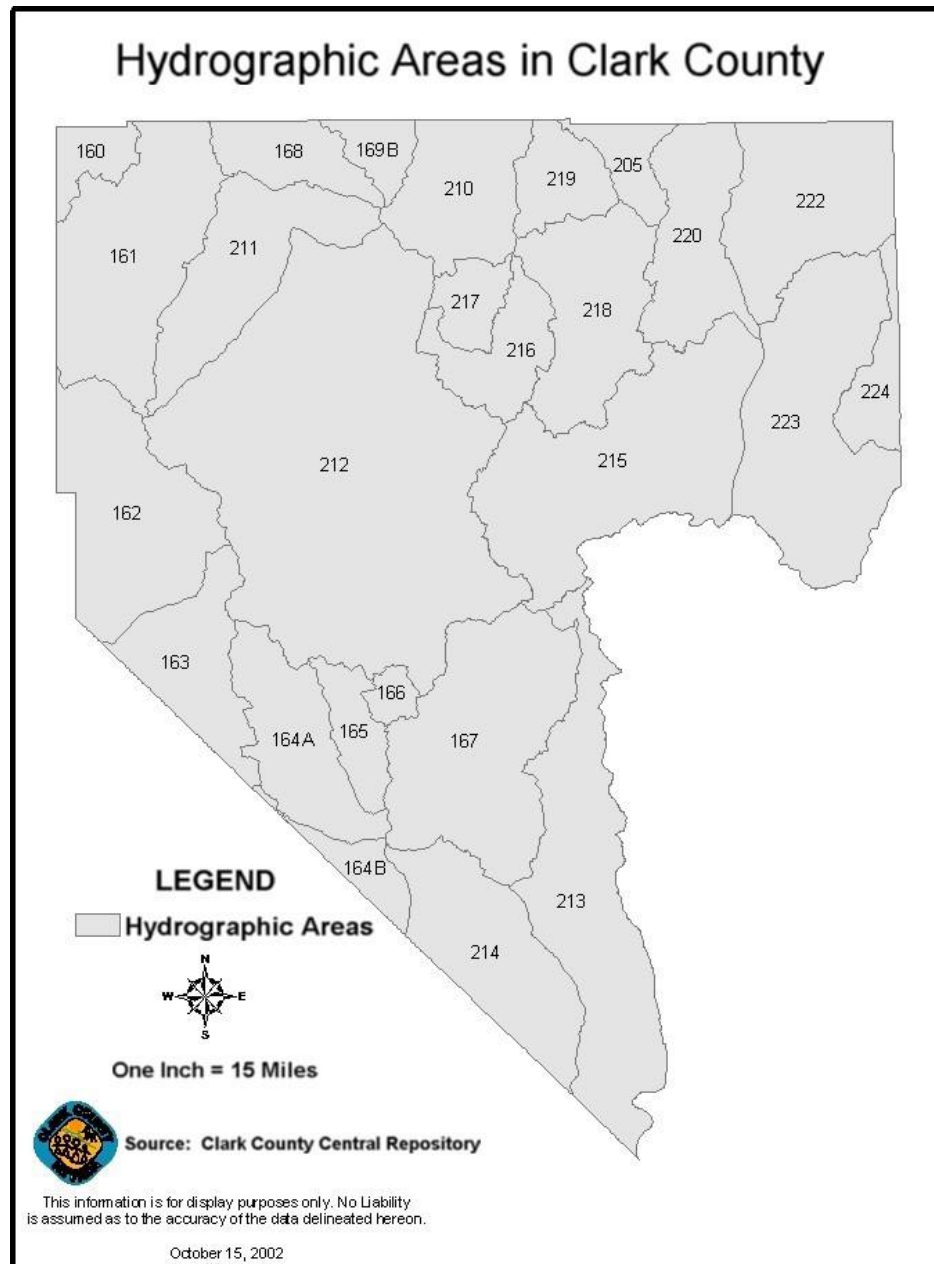 Hydrographic Areas in Clark County
160
168
169B
210
219
205
220
222
161
211
217
218
216
224
223
212
215
162
163
166
165
164A
167
164B
213
214
LEGEND
Hydrographic Areas
N
W E
S
One Inch = 15 Miles
CLARK COUNTY
NEVADA
Source: Clark County Central Repository
This information is for display purposes only. No Liability
is assumed as to the accuracy of the data delineated hereon.
October 15, 2002